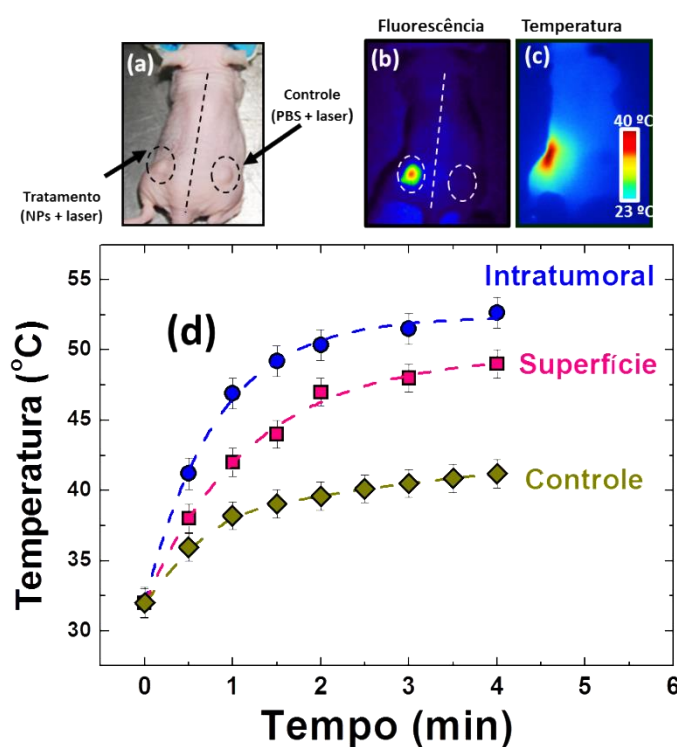 Fluorescência
Temperatura
(a)
(b)
(c)
Controle
(PBS + laser)
Tratamento
(NPs + laser)
40 ºC
23 ºC
(d)
Intratumoral
Superfície
Controle
Temperatura (°C)
55
50
45
40
35
30
0 1 2 3 4 5 6
Tempo (min)